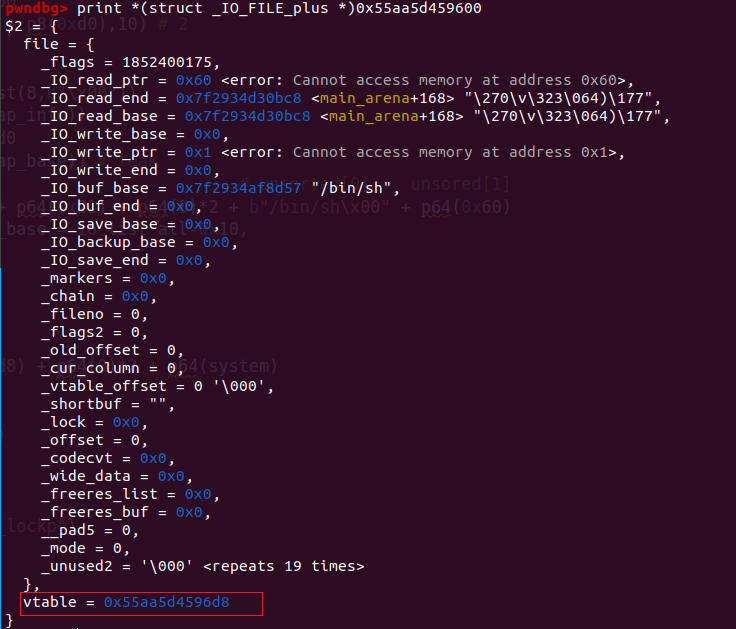 pwndbg> print *(struct _IO_FILE_plus *)0x55aa5d459600
$2 = {
file = {
_flags = 1852400175,
_IO_read_ptr = 0x60 <error: Cannot access memory at address 0x60>,
_IO_read_end = 0x7f2934d30bc8 <main_arena+168> "\270\v\323\064)\177",
_IO_read_base = 0x7f2934d30bc8 <main_arena+168> "\270\v\323\064)\177",
_IO_write_base = 0x0,
_IO_write_ptr = 0x1 <error: Cannot access memory at address 0x1>,
_IO_write_end = 0x0,
_IO_buf_base = 0x7f2934af8d57 "/bin/sh",
_IO_buf_end = 0x0,
_IO_save_base = 0x0,
_IO_backup_base = 0x0,
_IO_save_end = 0x0,
_markers = 0x0,
_chain = 0x0,
_fileno = 0,
_flags2 = 0,
_old_offset = 0,
_cur_column = 0,
_vtable_offset = 0 '\000',
_shortbuf = "",
_lock = 0x0,
_offset = 0,
_codecvt = 0x0,
_wide_data = 0x0,
_freeres_list = 0x0,
_freeres_buf = 0x0,
__pad5 = 0,
_mode = 0,
_unused2 = '\000' <repeats 19 times>
},
vtable = 0x55aa5d4596d8
}